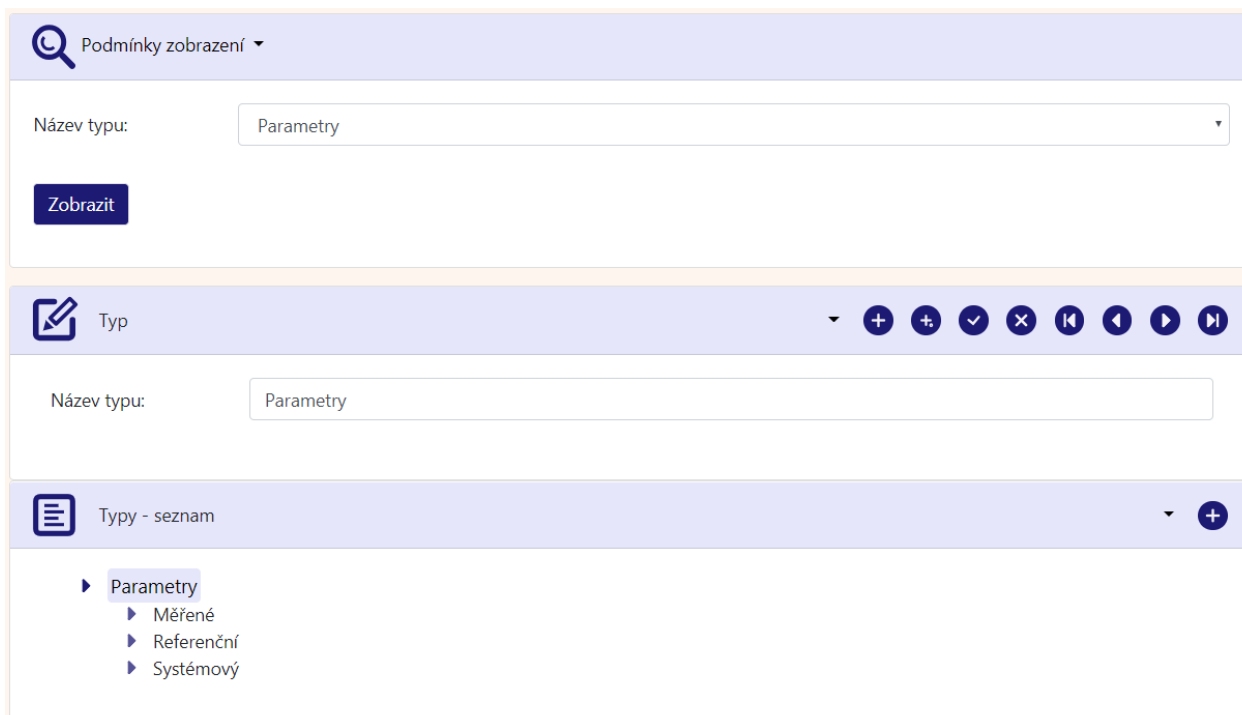 Podmínky zobrazení
Název typu: Parametry
Zobrazit
Typ
Název typu: Parametry
Typy - seznam
Parametry
Měřené
Referenční
Systémový